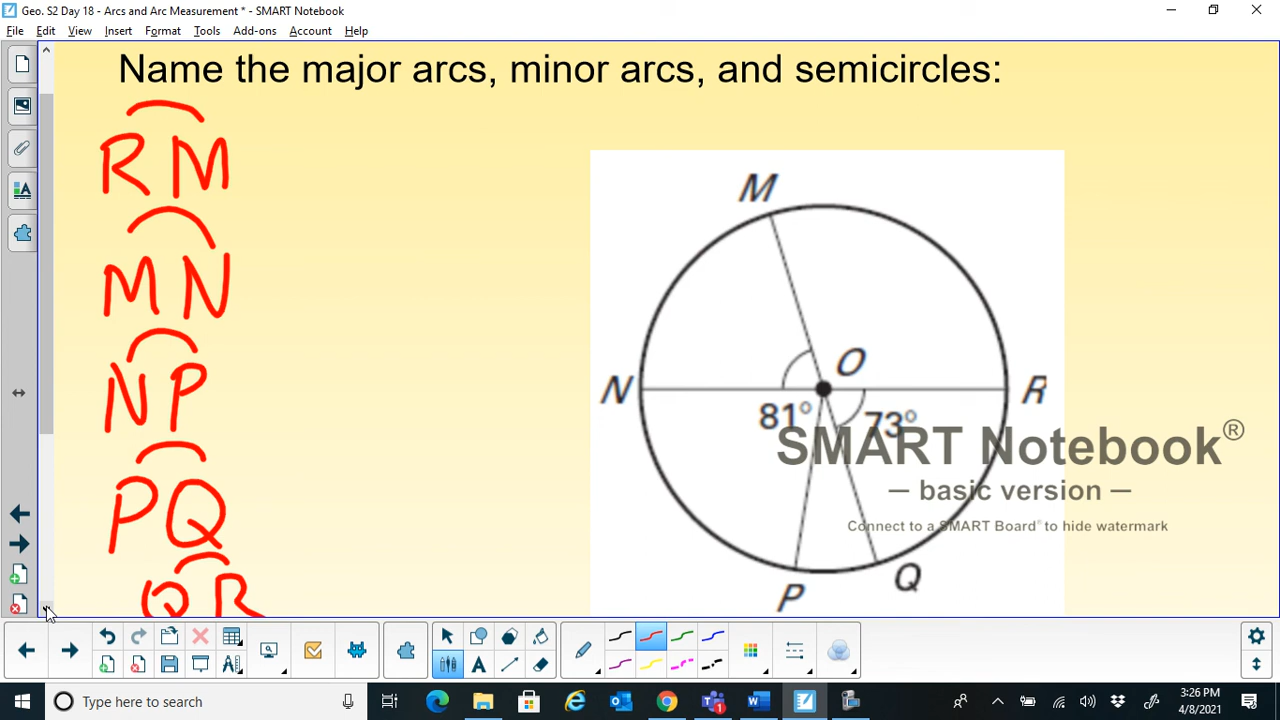 Geo. S2 Day 18 - Arcs and Arc Measurement * - SMART Notebook
File Edit View Insert Format Tools Add-ons Account Help
Name the major arcs, minor arcs, and semicircles:
RM
MN
NP
PQ
QR
M
O
N
R
81°
73°
P
Q
SMART Notebook®
— basic version —
Connect to a SMART Board® to hide watermark
Type here to search
3:26 PM
4/8/2021